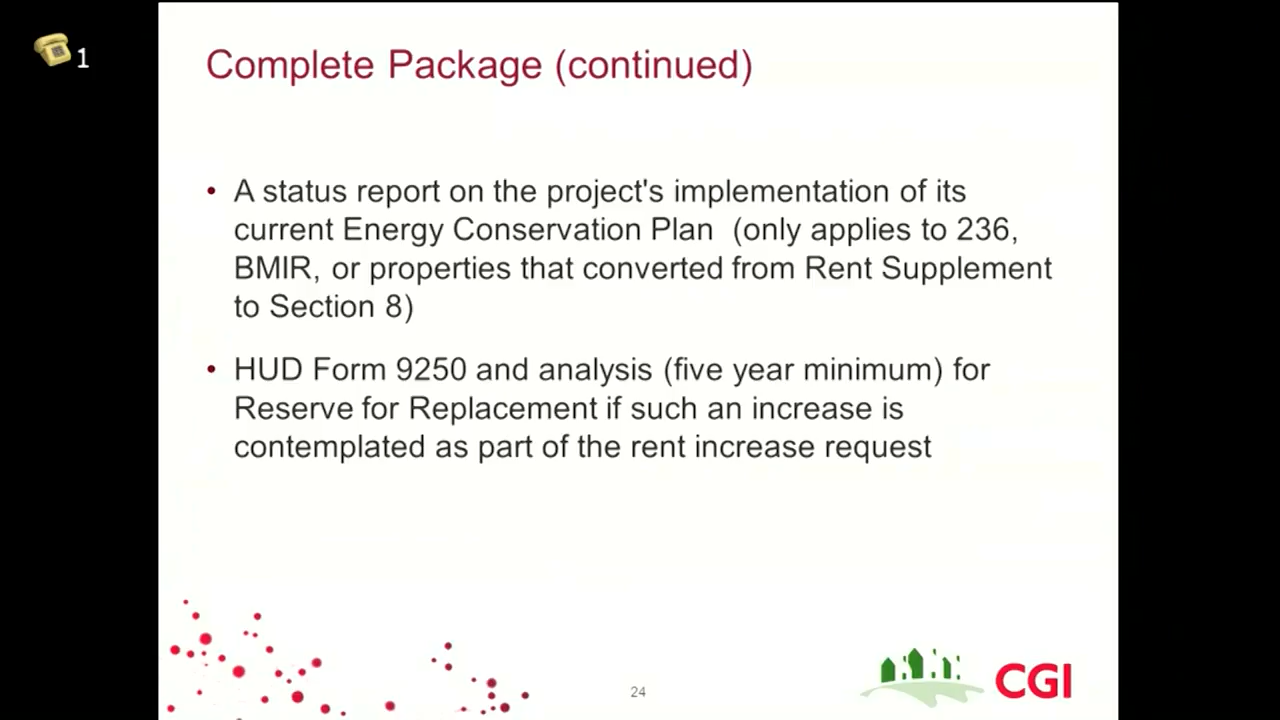 1
Complete Package (continued)
• A status report on the project's implementation of its
current Energy Conservation Plan  (only applies to 236,
BMIR, or properties that converted from Rent Supplement
to Section 8)
• HUD Form 9250 and analysis (five year minimum) for
Reserve for Replacement if such an increase is
contemplated as part of the rent increase request
24
CGI